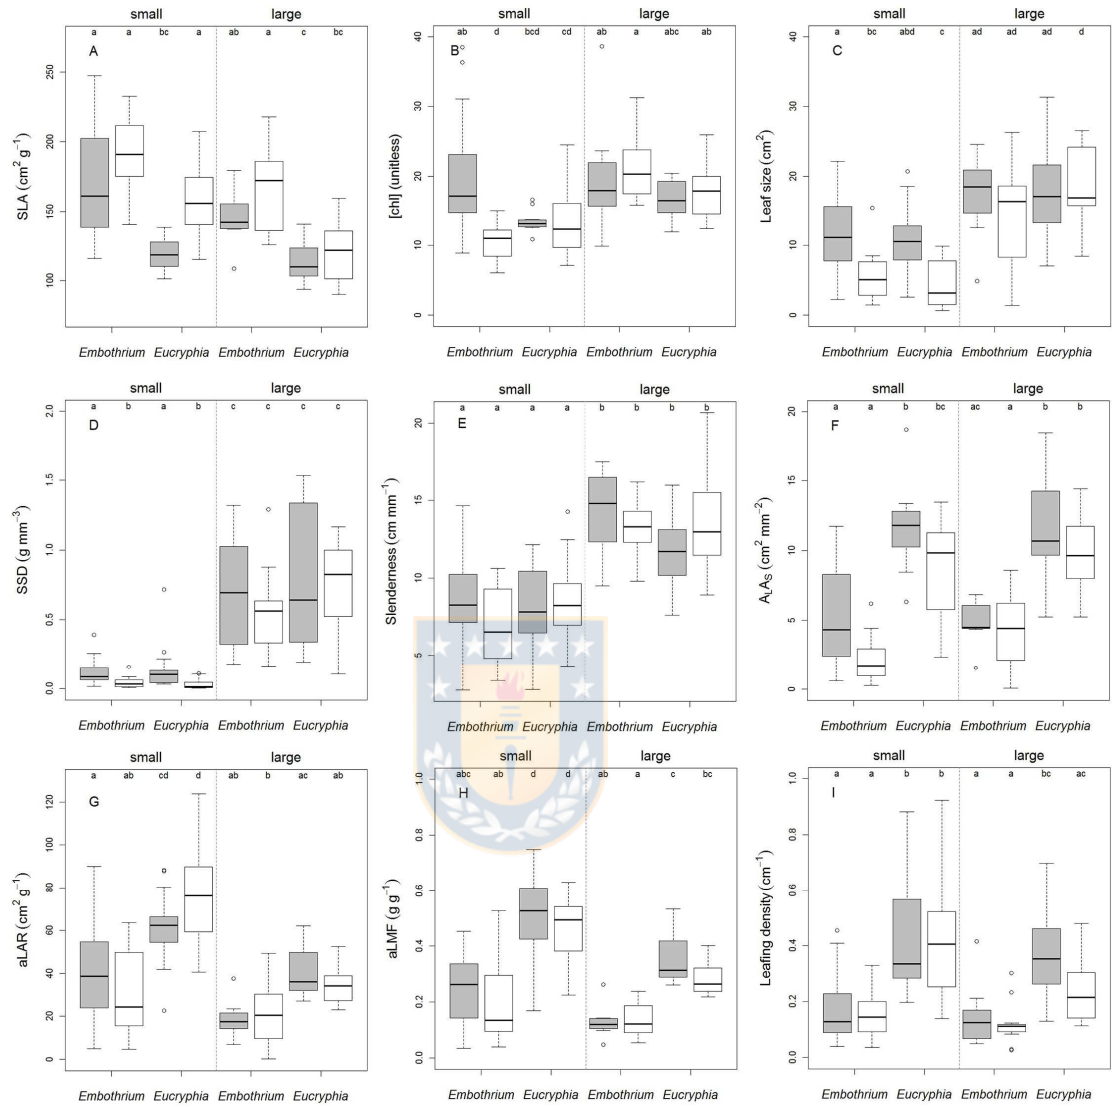 small large
a a bc a ab a c bc
A
SLA (cm² g⁻¹)
250
200
150
100
Embothrium Eucryphia Embothrium Eucryphia
small large
ab d bcd cd ab a abc ab
B
[chl] (unitless)
40
30
20
10
0
Embothrium Eucryphia Embothrium Eucryphia
small large
a bc abd c ad ad ad d
C
Leaf size (cm²)
40
30
20
10
0
Embothrium Eucryphia Embothrium Eucryphia
small large
a b a b c c c c
D
SSD (g mm⁻³)
2.0
1.5
1.0
0.5
0.0
Embothrium Eucryphia Embothrium Eucryphia
small large
a a a a b b b b
E
Slenderness (cm mm⁻¹)
20
15
10
5
Embothrium Eucryphia Embothrium Eucryphia
small large
a a b bc ac a b b
F
ALAS (cm² mm⁻²)
20
15
10
5
0
Embothrium Eucryphia Embothrium Eucryphia
small large
a ab cd d ab b ac ab
G
aLAR (cm² g⁻¹)
120
100
80
60
40
20
0
Embothrium Eucryphia Embothrium Eucryphia
small large
abc ab d d ab a c bc
H
aLMF (g g⁻¹)
1.0
0.8
0.6
0.4
0.2
0.0
Embothrium Eucryphia Embothrium Eucryphia
small large
a a b b a a bc ac
I
Leafing density (cm⁻¹)
1.0
0.8
0.6
0.4
0.2
0.0
Embothrium Eucryphia Embothrium Eucryphia